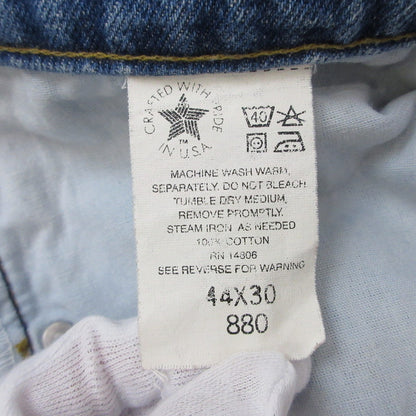 CRAFTED WITH PRIDE
IN U.S.A.
TM
40
MACHINE WASH WARM,
SEPARATELY. DO NOT BLEACH
TUMBLE DRY MEDIUM,
REMOVE PROMPTLY.
STEAM IRON AS NEEDED
100% COTTON
RN 14806
SEE REVERSE FOR WARNING
44X30
880